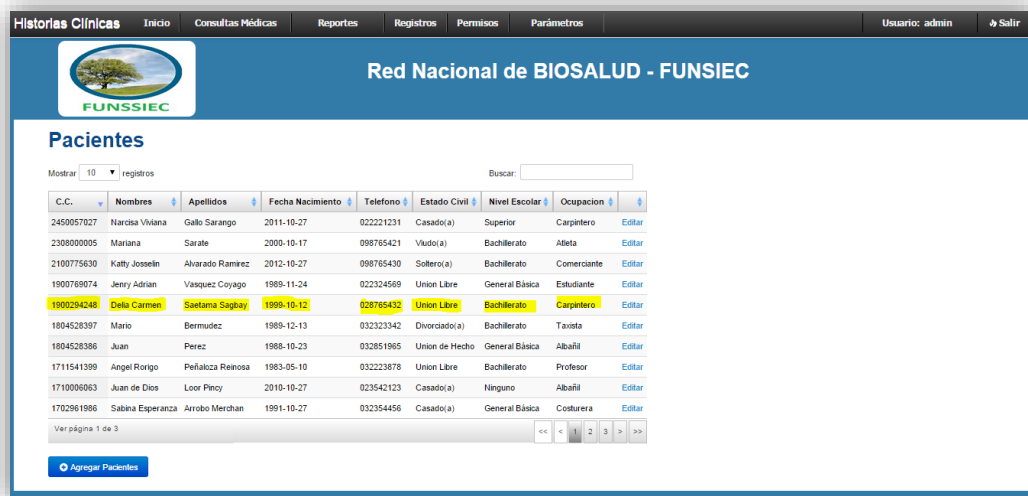 Historias Clínicas Inicio Consultas Médicas Reportes Registros Permisos Parámetros Usuario: admin Salir
FUNSSIEC
Red Nacional de BIOSALUD - FUNSIEC
Pacientes
Mostrar 10 registros Buscar:
C.C. Nombres Apellidos Fecha Nacimiento Telefono Estado Civil Nivel Escolar Ocupacion
2450057027 Narcisa Viviana Gallo Sarango 2011-10-27 022221231 Casado(a) Superior Carpintero Editar
2308000005 Mariana Sarate 2000-10-17 098765421 Viudo(a) Bachillerato Atleta Editar
2100775630 Katty Josselin Alvarado Ramirez 2012-10-27 098765430 Soltero(a) Bachillerato Comerciante Editar
1900769074 Jenry Adrian Vasquez Coyago 1989-11-24 022324569 Union Libre General Básica Estudiante Editar
1900294248 Delia Carmen Saetama Sagbay 1999-10-12 028765432 Union Libre Bachillerato Carpintero Editar
1804528397 Mario Bermudez 1989-12-13 032323342 Divorciado(a) Bachillerato Taxista Editar
1804528386 Juan Perez 1988-10-23 032851965 Union de Hecho General Básica Albañil Editar
1711541399 Angel Rorigo Peñaloza Reinosa 1983-05-10 032223878 Union Libre Bachillerato Profesor Editar
1710006063 Juan de Dios Loor Pincy 2010-10-27 023542123 Casado(a) Ninguno Albañil Editar
1702961986 Sabina Esperanza Arrobo Merchan 1991-10-27 032354456 Casado(a) General Básica Costurera Editar
Ver página 1 de 3 << < 1 2 3 > >>
Agregar Pacientes